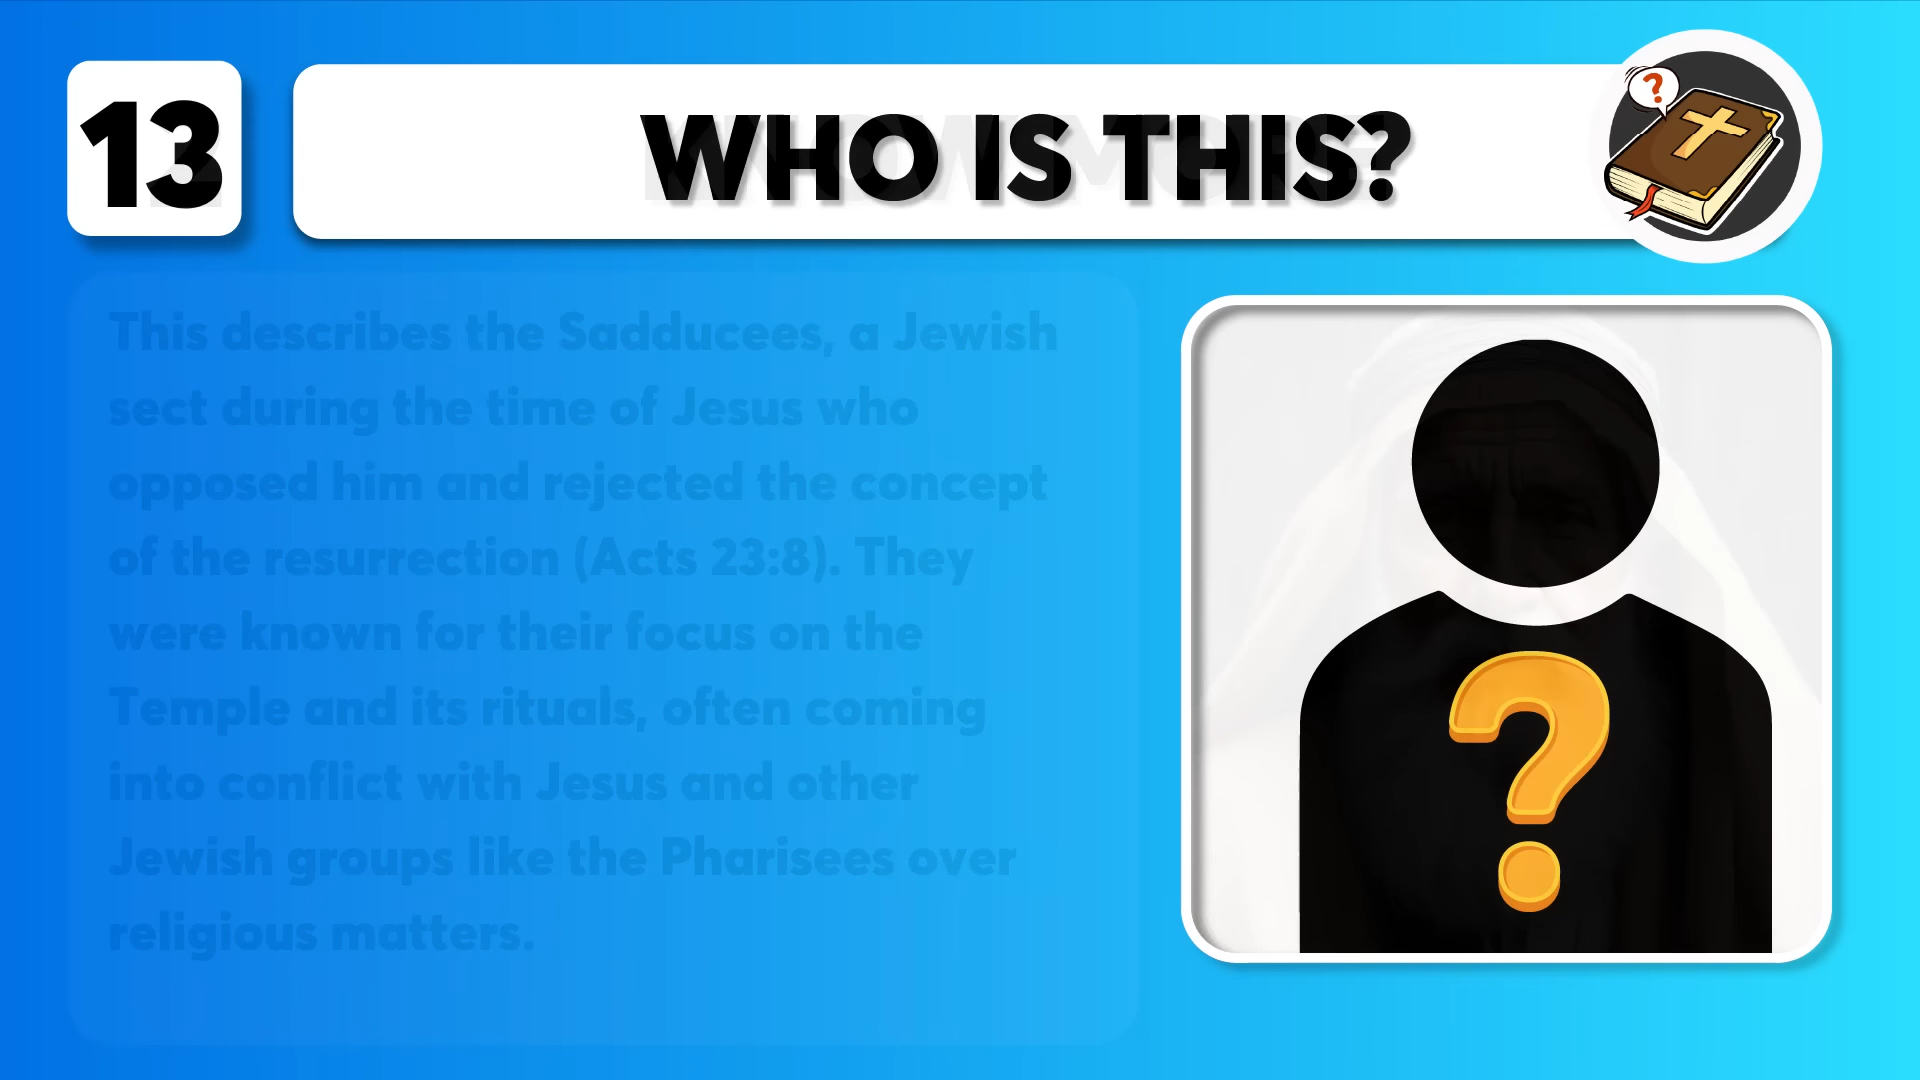 13
WHO IS THIS?
?
This describes the Sadducees, a Jewish
sect during the time of Jesus who
opposed him and rejected the concept
of the resurrection (Acts 23:8). They
were known for their focus on the
Temple and its rituals, often coming
into conflict with Jesus and other
Jewish groups like the Pharisees over
religious matters.
?